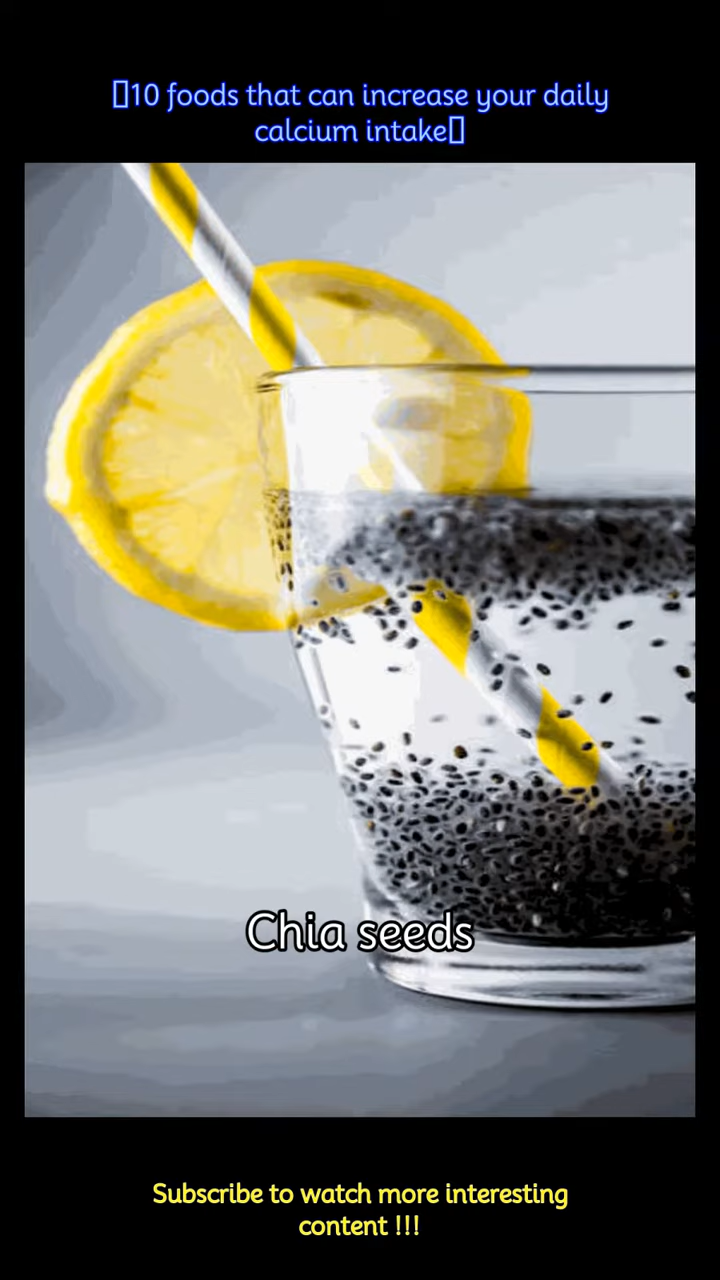 ▯10 foods that can increase your daily
calcium intake▯
Chia seeds
Subscribe to watch more interesting
content !!!